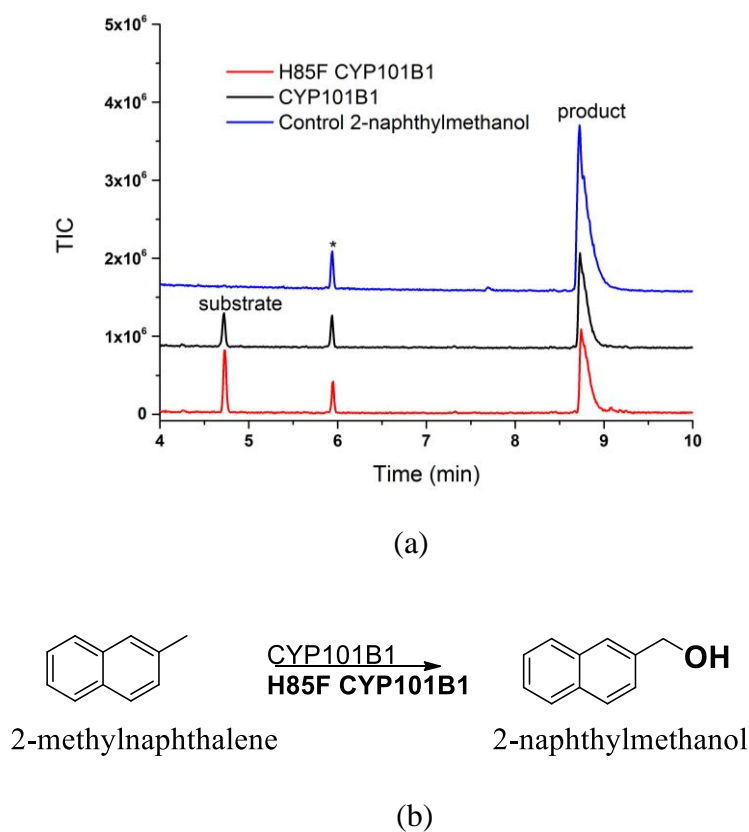 5x10⁶
4x10⁶
3x10⁶
2x10⁶
1x10⁶
0
TIC
H85F CYP101B1
CYP101B1
Control 2-naphthylmethanol
product
*
substrate
4 5 6 7 8 9 10
Time (min)
(a)
CYP101B1
H85F CYP101B1
OH
2-methylnaphthalene 2-naphthylmethanol
(b)